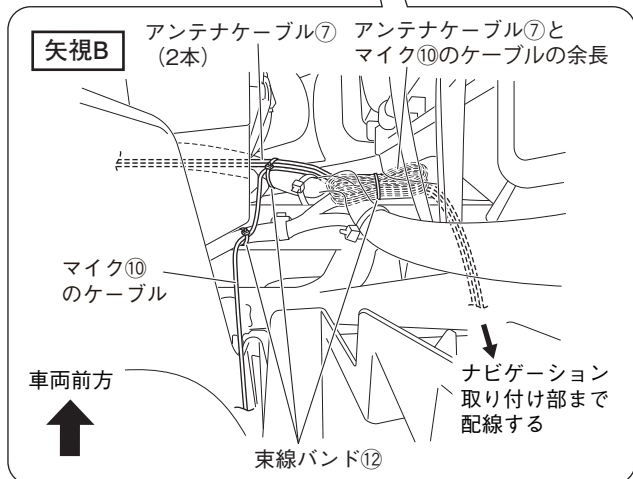 矢視B
アンテナケーブル⑦
（2本）
アンテナケーブル⑦と
マイク⑩のケーブルの余長
マイク⑩
のケーブル
車両前方
ナビゲーション
取り付け部まで
配線する
束線バンド⑫